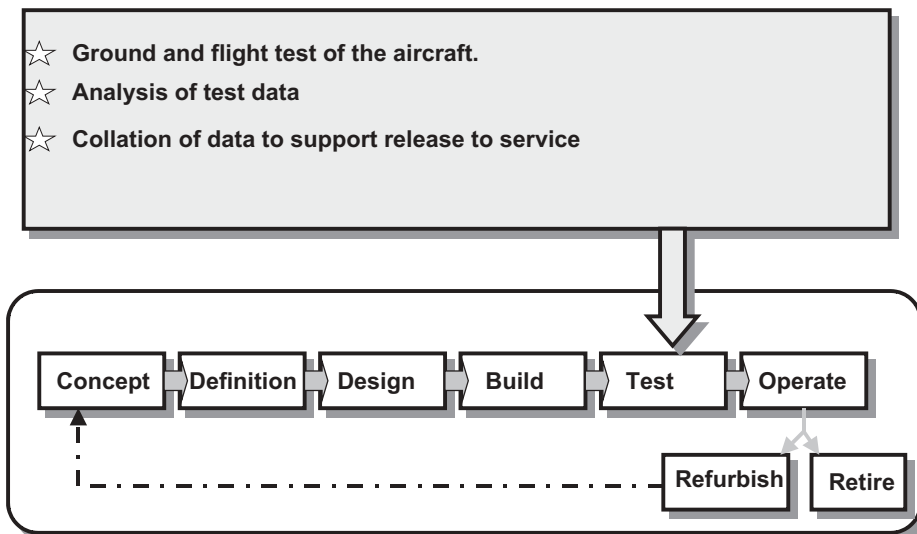 Ground and flight test of the aircraft.
Analysis of test data
Collation of data to support release to service
Concept Definition Design Build Test Operate
Refurbish Retire